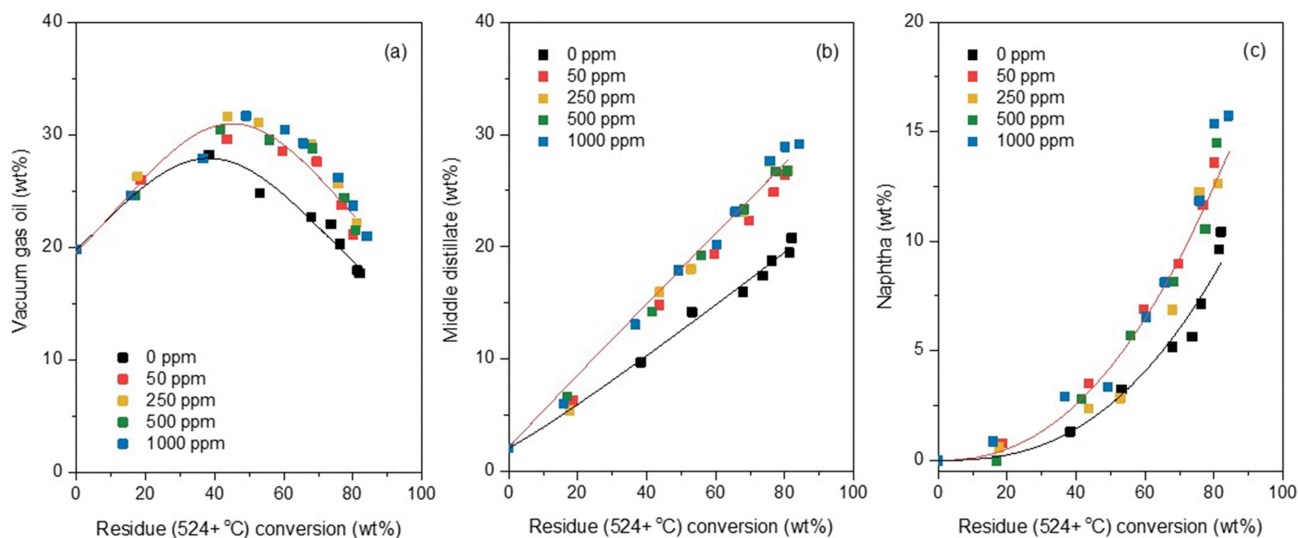 40
30
20
10
0
Vacuum gas oil (wt%)
(a)
0 ppm
50 ppm
250 ppm
500 ppm
1000 ppm
0 20 40 60 80 100
Residue (524+ °C) conversion (wt%)
40
30
20
10
0
Middle distillate (wt%)
(b)
0 ppm
50 ppm
250 ppm
500 ppm
1000 ppm
0 20 40 60 80 100
Residue (524+ °C) conversion (wt%)
20
15
10
5
0
Naphtha (wt%)
(c)
0 ppm
50 ppm
250 ppm
500 ppm
1000 ppm
0 20 40 60 80 100
Residue (524+ °C) conversion (wt%)